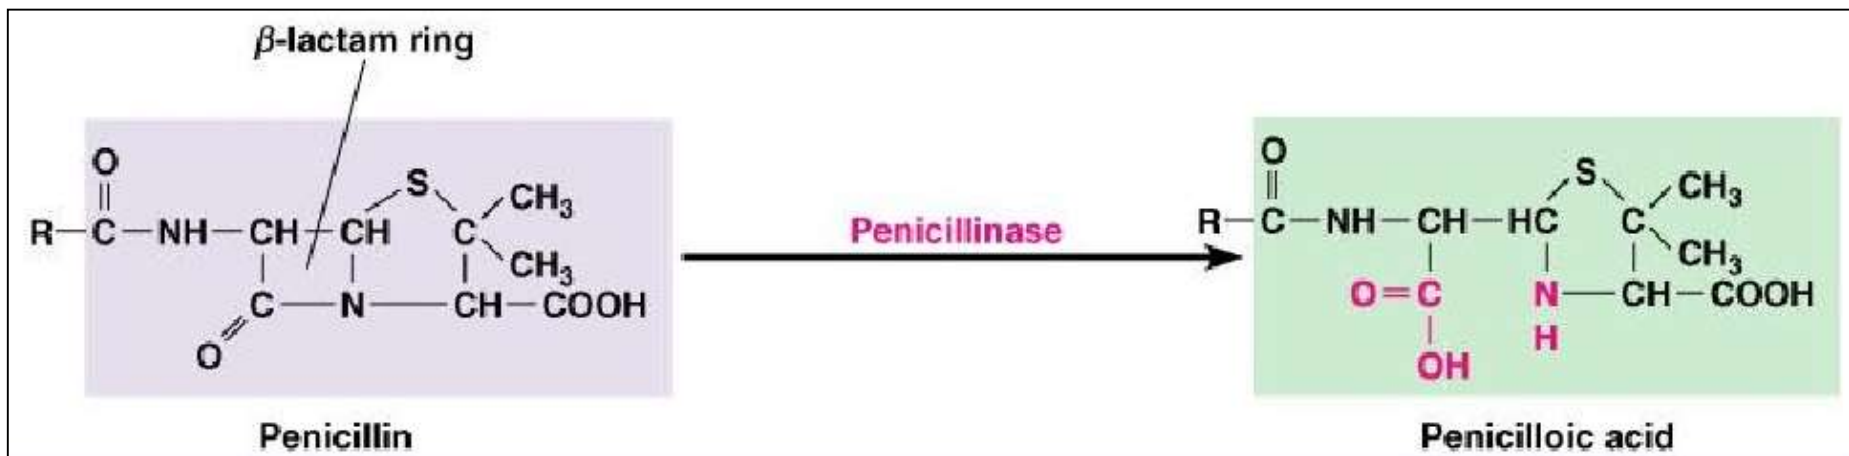 β-lactam ring
O
R—C—NH—CH—CH
S
C
CH₃
CH₃
C—N—CH—COOH
O
Penicillin
Penicillinase
O
R—C—NH—CH—HC
S
C
CH₃
CH₃
O=C
N—CH—COOH
H
OH
Penicilloic acid